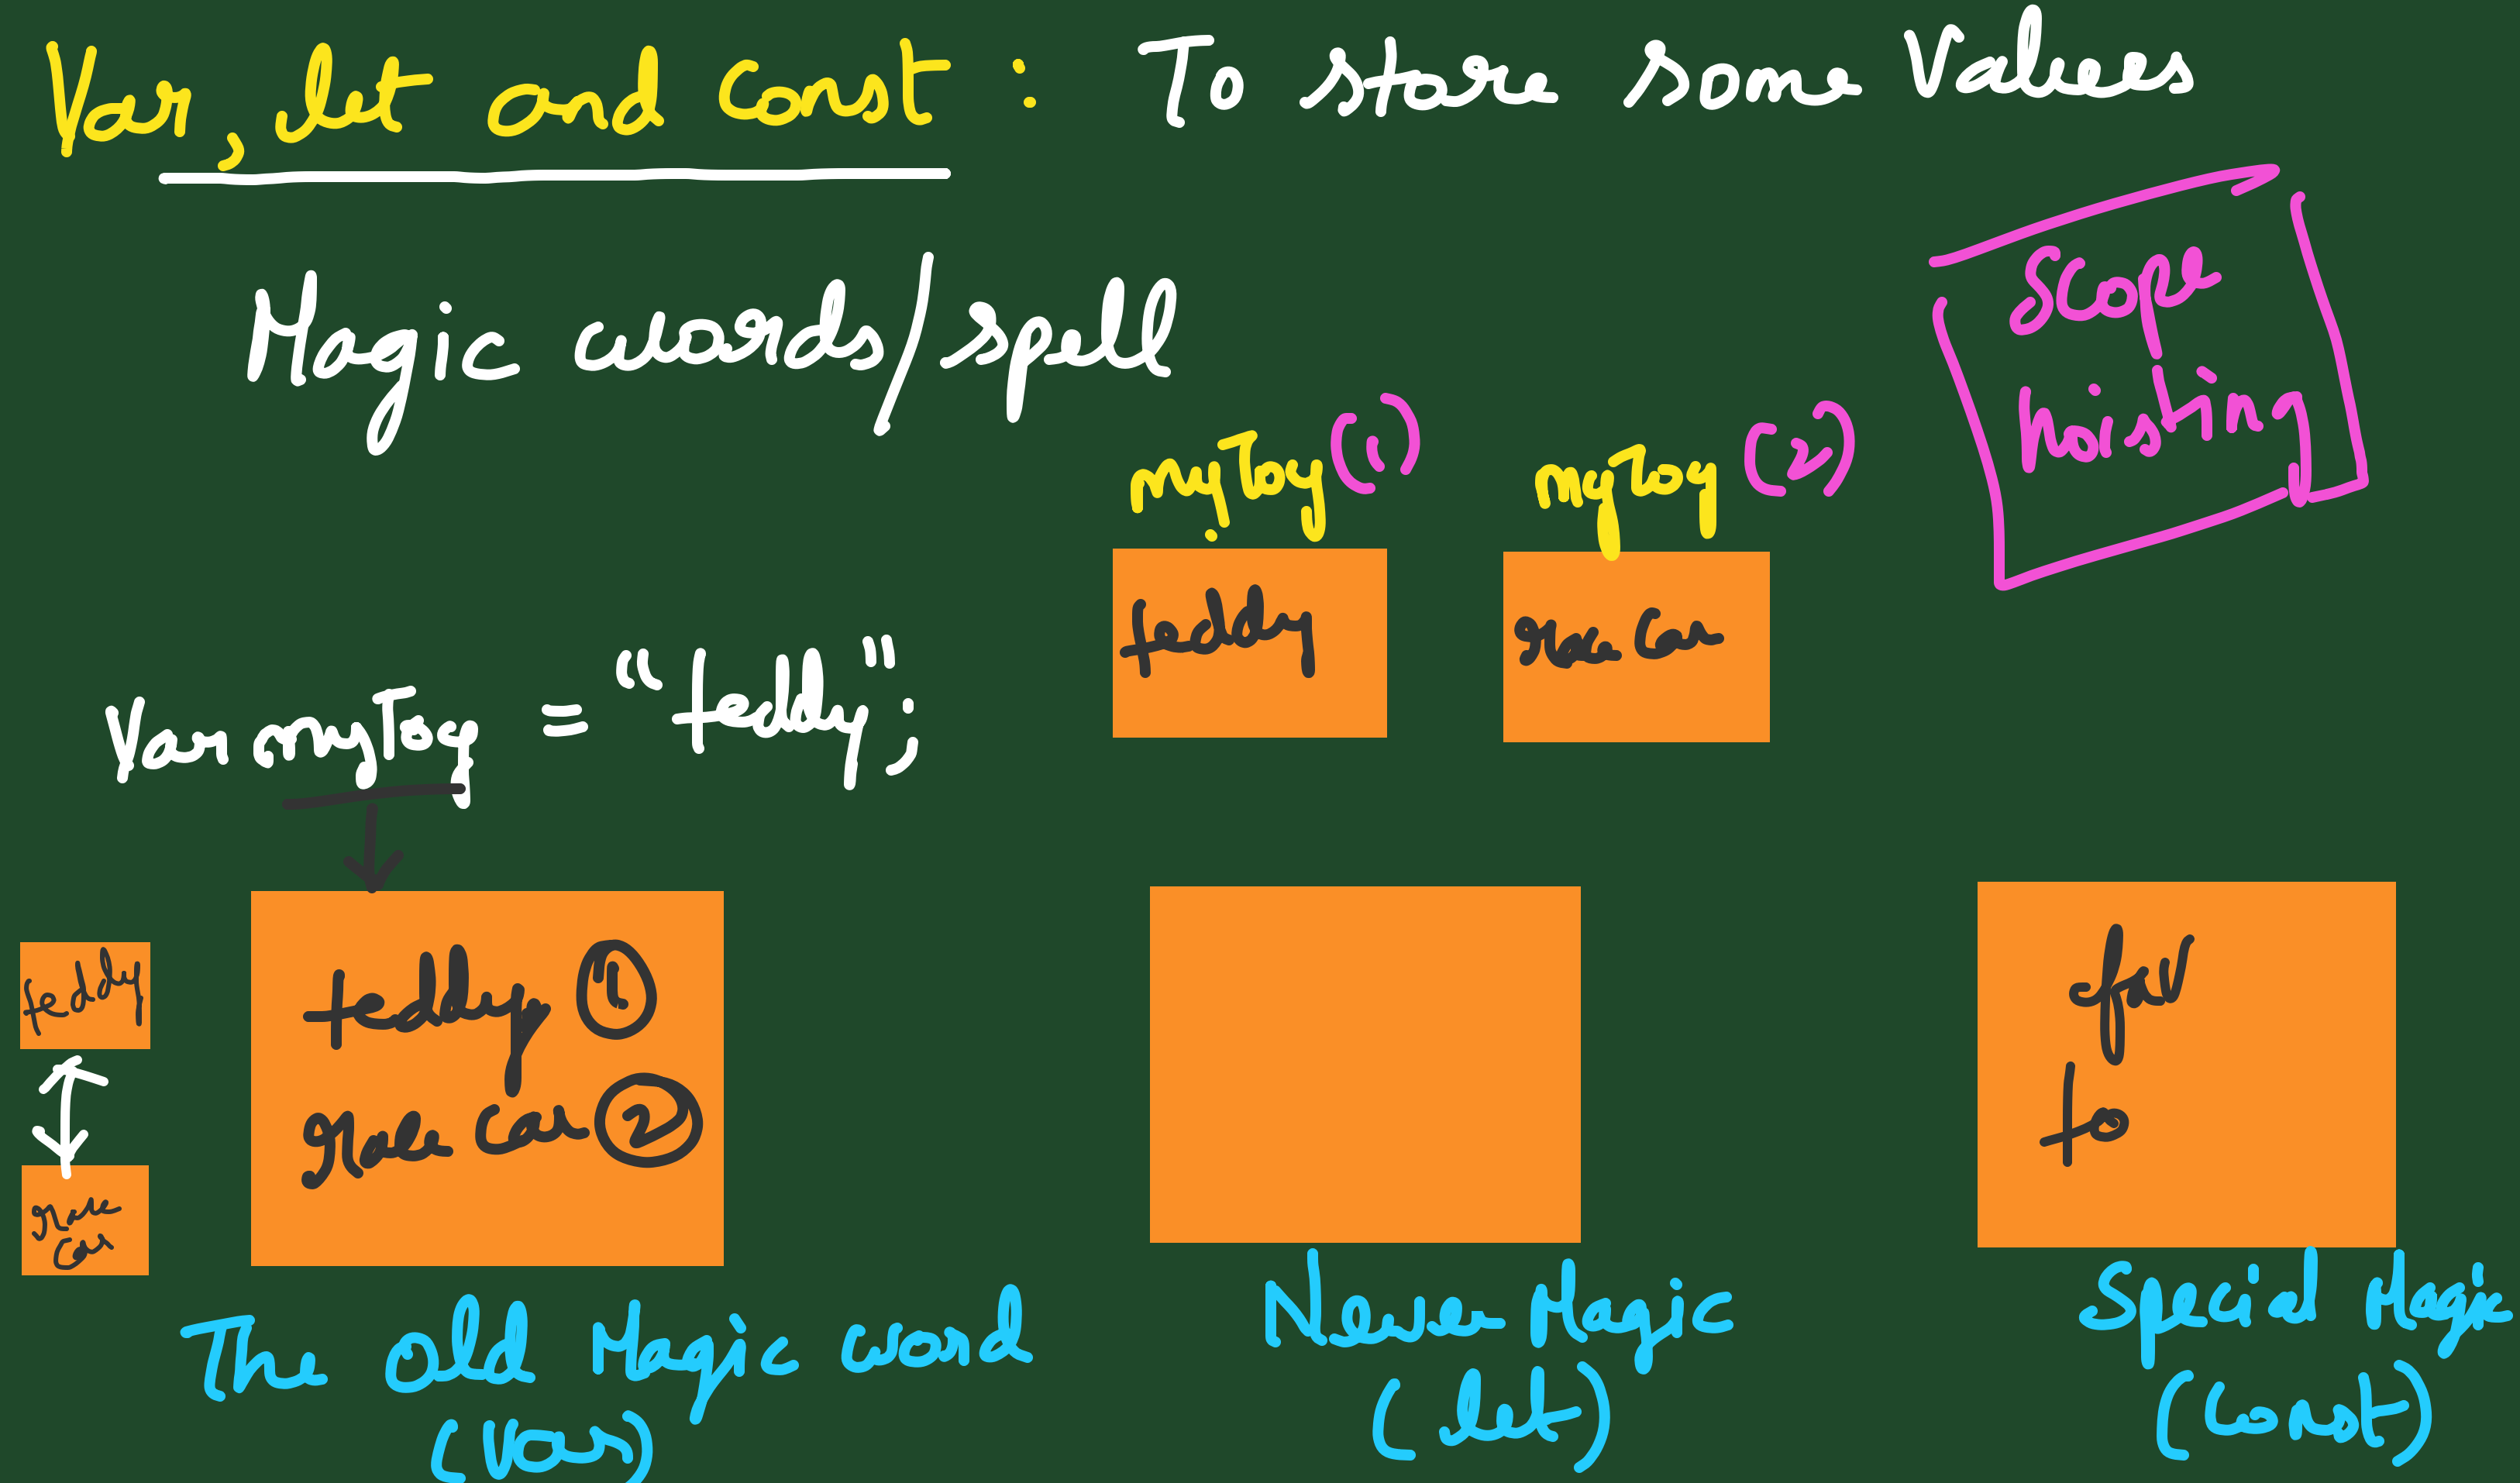 Var, let and const : To store some Values
Magic words/spell
scope
hoisting
myToy (1)
myToy (2)
teddy
race car
Var myToy = "teddy";
teddy 1
race car 2
teddy
race car
fav
to
The old Magic word
(Var)
Newer Magic
(let)
Special Magic
(const)